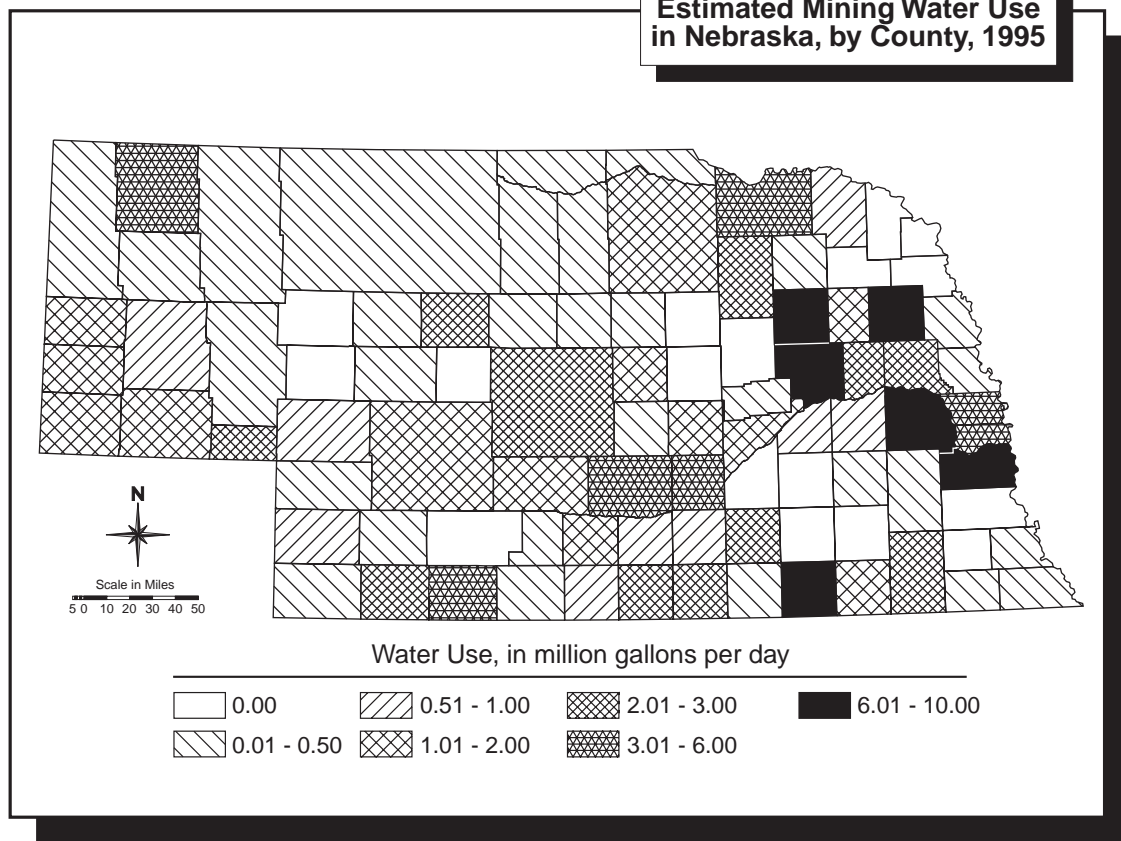 Estimated Mining Water Use
in Nebraska, by County, 1995
N
Scale in Miles
5 0 10 20 30 40 50
Water Use, in million gallons per day
0.00
0.51 - 1.00
2.01 - 3.00
6.01 - 10.00
0.01 - 0.50
1.01 - 2.00
3.01 - 6.00